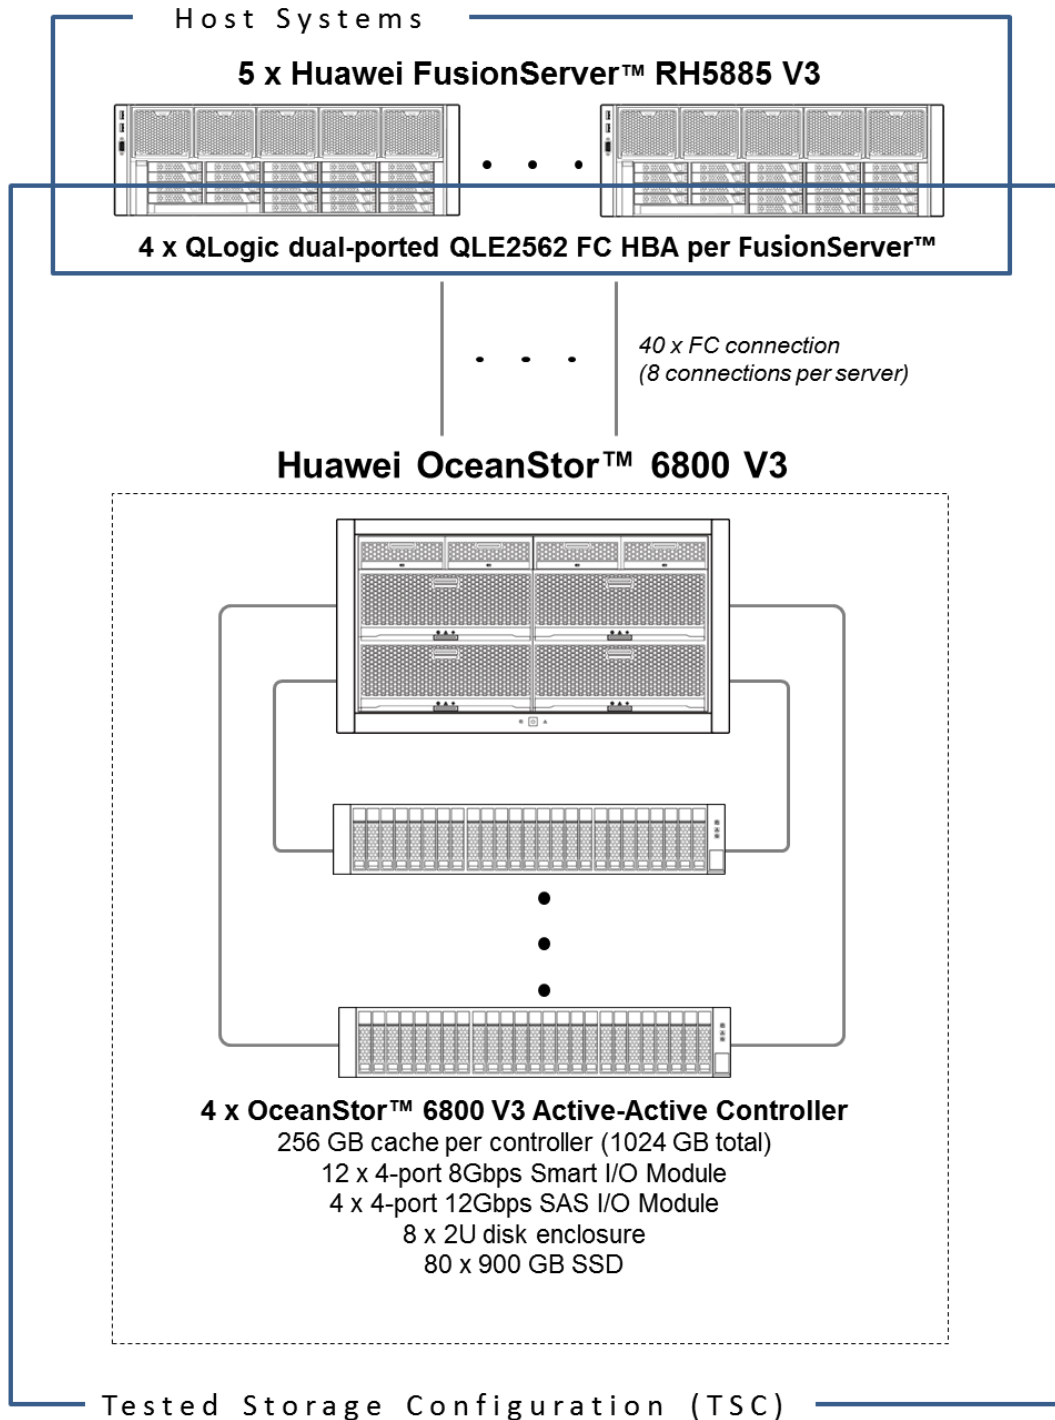 Host Systems
5 x Huawei FusionServer™ RH5885 V3
4 x QLogic dual-ported QLE2562 FC HBA per FusionServer™
40 x FC connection
(8 connections per server)
Huawei OceanStor™ 6800 V3
4 x OceanStor™ 6800 V3 Active-Active Controller
256 GB cache per controller (1024 GB total)
12 x 4-port 8Gbps Smart I/O Module
4 x 4-port 12Gbps SAS I/O Module
8 x 2U disk enclosure
80 x 900 GB SSD
Tested Storage Configuration (TSC)